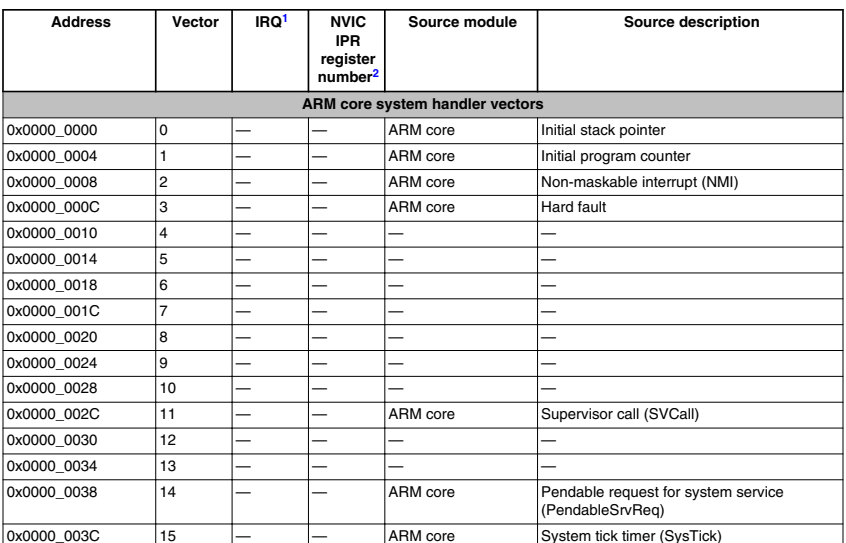 Address Vector IRQ1 NVIC IPR register number2 Source module Source description
ARM core system handler vectors
0x0000_0000 0 — — ARM core Initial stack pointer
0x0000_0004 1 — — ARM core Initial program counter
0x0000_0008 2 — — ARM core Non-maskable interrupt (NMI)
0x0000_000C 3 — — ARM core Hard fault
0x0000_0010 4 — — — —
0x0000_0014 5 — — — —
0x0000_0018 6 — — — —
0x0000_001C 7 — — — —
0x0000_0020 8 — — — —
0x0000_0024 9 — — — —
0x0000_0028 10 — — — —
0x0000_002C 11 — — ARM core Supervisor call (SVCall)
0x0000_0030 12 — — — —
0x0000_0034 13 — — — —
0x0000_0038 14 — — ARM core Pendable request for system service
(PendableSrvReq)
0x0000_003C 15 — — ARM core System tick timer (SysTick)